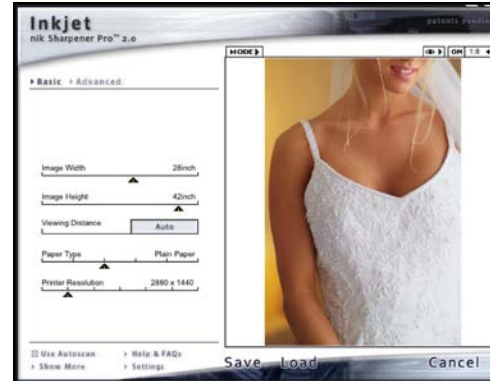 Inkjet
nik Sharpener Pro™ 2.0
patents pending
MODE
ON 1:8
Basic Advanced
Image Width 28inch
Image Height 42inch
Viewing Distance Auto
Paper Type Plain Paper
Printer Resolution 2880 x 1440
Use Autoscan Help & FAQs
Show More Settings
Save Load Cancel